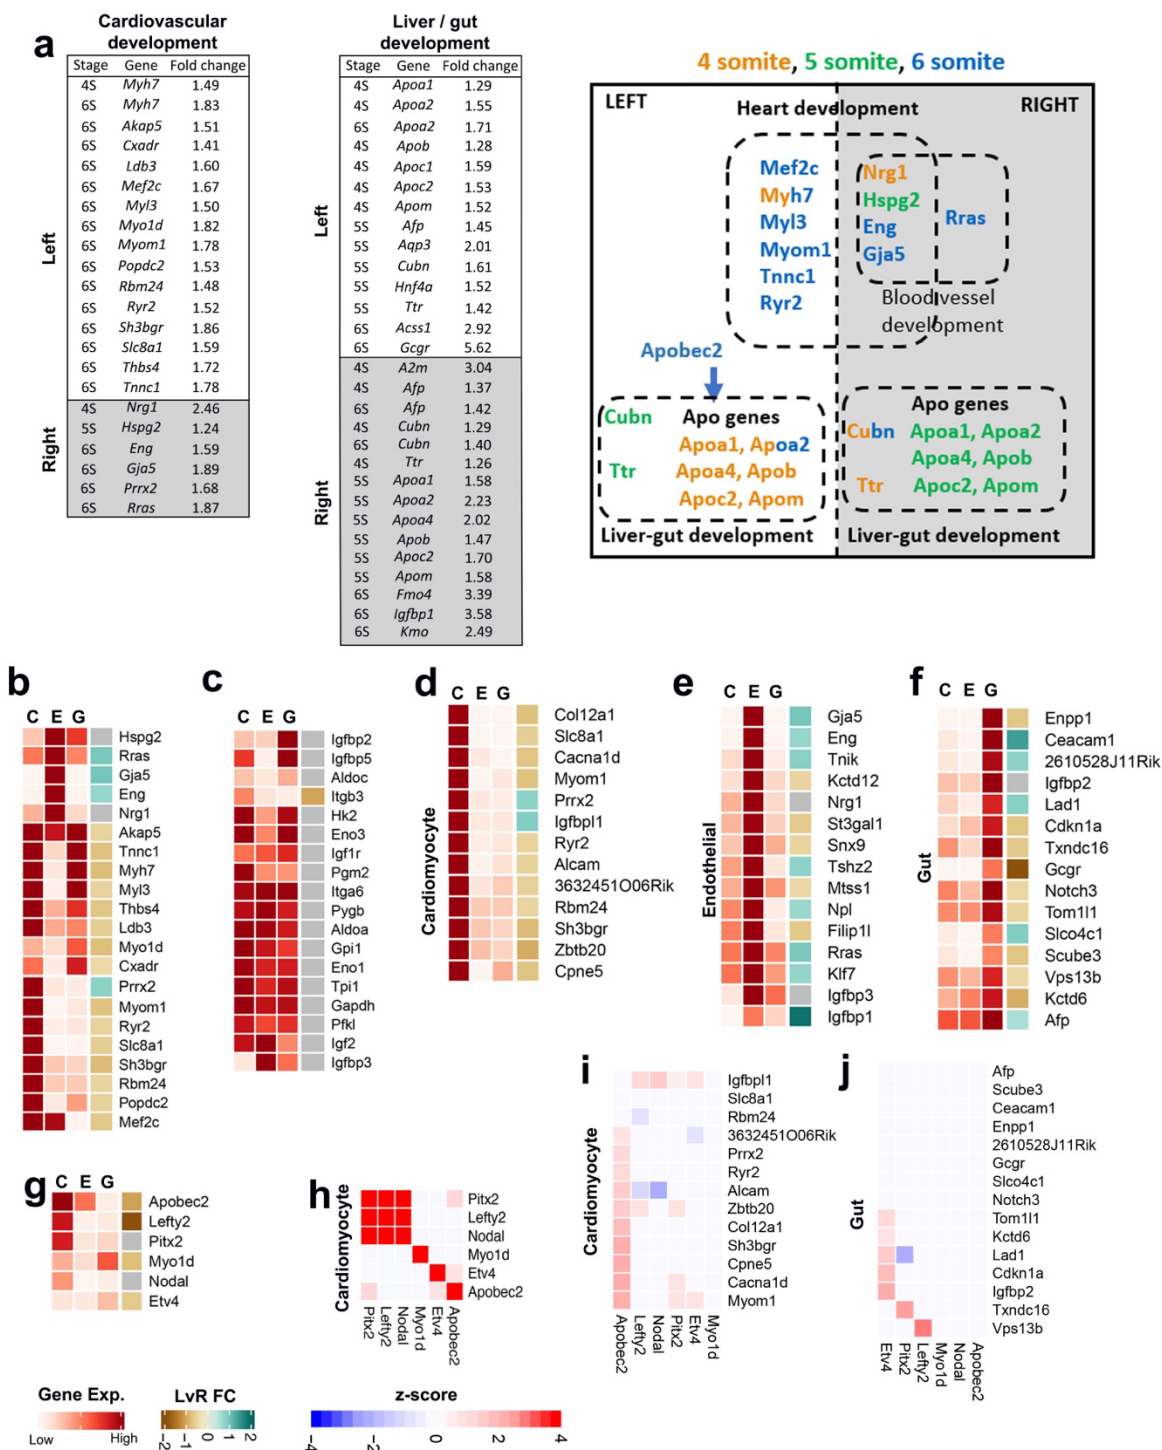 a
Cardiovascular
development
Stage Gene Fold change
Left
4S Myh7 1.49
6S Myh7 1.83
6S Akap5 1.51
6S Cxadr 1.41
6S Ldb3 1.60
6S Mef2c 1.67
6S Myl3 1.50
6S Myo1d 1.82
6S Myom1 1.78
6S Popdc2 1.53
6S Rbm24 1.48
6S Ryr2 1.52
6S Sh3bgr 1.86
6S Slc8a1 1.59
6S Thbs4 1.72
6S Tnnc1 1.78
Right
4S Nrg1 2.46
5S Hspg2 1.24
6S Eng 1.59
6S Gja5 1.89
6S Prrx2 1.68
6S Rras 1.87
Liver / gut
development
Stage Gene Fold change
Left
4S Apoa1 1.29
4S Apoa2 1.55
6S Apoa2 1.71
4S Apob 1.28
4S Apoc1 1.59
4S Apoc2 1.53
4S Apom 1.52
5S Afp 1.45
5S Aqp3 2.01
5S Cubn 1.61
5S Hnf4a 1.52
5S Ttr 1.42
6S Acss1 2.92
6S Gcgr 5.62
Right
4S A2m 3.04
4S Afp 1.37
6S Afp 1.42
4S Cubn 1.29
6S Cubn 1.40
4S Ttr 1.26
5S Apoa1 1.58
5S Apoa2 2.23
5S Apoa4 2.02
5S Apob 1.47
5S Apoc2 1.70
5S Apom 1.58
6S Fmo4 3.39
6S Igfbp1 3.58
6S Kmo 2.49
4 somite, 5 somite, 6 somite
LEFT
RIGHT
Heart development
Mef2c
Myh7
Myl3
Myom1
Tnnc1
Ryr2
Nrg1
Hspg2
Eng
Gja5
Rras
Blood vessel
development
Apobec2
Cubn
Ttr
Apo genes
Apoa1, Apoa2
Apoa4, Apob
Apoc2, Apom
Liver-gut development
Cubn
Ttr
Apo genes
Apoa1, Apoa2
Apoa4, Apob
Apoc2, Apom
Liver-gut development
b
C E G
Hspg2
Rras
Gja5
Eng
Nrg1
Akap5
Tnnc1
Myh7
Myl3
Thbs4
Ldb3
Myo1d
Cxadr
Prrx2
Myom1
Ryr2
Slc8a1
Sh3bgr
Rbm24
Popdc2
Mef2c
c
C E G
Igfbp2
Igfbp5
Aldoc
Itgb3
Hk2
Eno3
Igf1r
Pgm2
Itga6
Pygb
Aldoa
Gpi1
Eno1
Tpi1
Gapdh
Pfkl
Igf2
Igfbp3
d
C E G
Cardiomyocyte
Col12a1
Slc8a1
Cacna1d
Myom1
Prrx2
Igfbpl1
Ryr2
Alcam
3632451O06Rik
Rbm24
Sh3bgr
Zbtb20
Cpne5
e
C E G
Endothelial
Gja5
Eng
Tnik
Kctd12
Nrg1
St3gal1
Snx9
Tshz2
Mtss1
Npl
Filip1l
Rras
Klf7
Igfbp3
Igfbp1
f
C E G
Gut
Enpp1
Ceacam1
2610528J11Rik
Igfbp2
Lad1
Cdkn1a
Txndc16
Gcgr
Notch3
Tom1l1
Slco4c1
Scube3
Vps13b
Kctd6
Afp
g
C E G
Apobec2
Lefty2
Pitx2
Myo1d
Nodal
Etv4
h
Cardiomyocyte
Pitx2
Lefty2
Nodal
Myo1d
Etv4
Apobec2
Pitx2
Lefty2
Nodal
Myo1d
Etv4
Apobec2
i
Cardiomyocyte
Igfbpl1
Slc8a1
Rbm24
3632451O06Rik
Prrx2
Ryr2
Alcam
Zbtb20
Col12a1
Sh3bgr
Cpne5
Cacna1d
Myom1
Apobec2
Lefty2
Nodal
Pitx2
Etv4
Myo1d
j
Gut
Afp
Scube3
Ceacam1
Enpp1
2610528J11Rik
Gcgr
Slco4c1
Notch3
Tom1l1
Kctd6
Lad1
Cdkn1a
Igfbp2
Txndc16
Vps13b
Etv4
Pitx2
Lefty2
Myo1d
Nodal
Apobec2
Gene Exp.
Low High
LvR FC
-2 -1 0 1 2
z-score
-4 -2 0 2 4